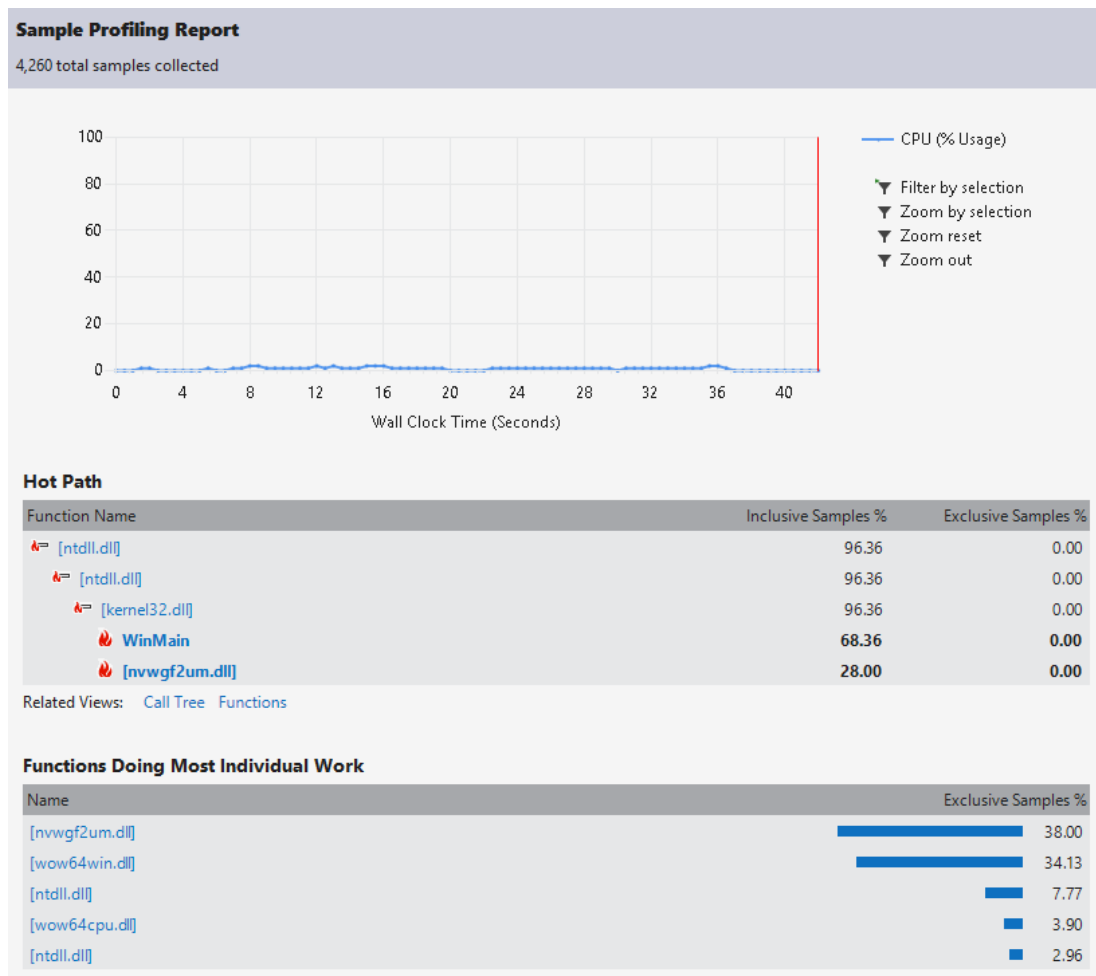 Sample Profiling Report
4,260 total samples collected
100
80
60
40
20
0
0 4 8 12 16 20 24 28 32 36 40
Wall Clock Time (Seconds)
CPU (% Usage)
Filter by selection
Zoom by selection
Zoom reset
Zoom out
Hot Path
Function Name Inclusive Samples % Exclusive Samples %
[ntdll.dll] 96.36 0.00
[ntdll.dll] 96.36 0.00
[kernel32.dll] 96.36 0.00
WinMain 68.36 0.00
[nvwgf2um.dll] 28.00 0.00
Related Views: Call Tree Functions
Functions Doing Most Individual Work
Name Exclusive Samples %
[nvwgf2um.dll] 38.00
[wow64win.dll] 34.13
[ntdll.dll] 7.77
[wow64cpu.dll] 3.90
[ntdll.dll] 2.96